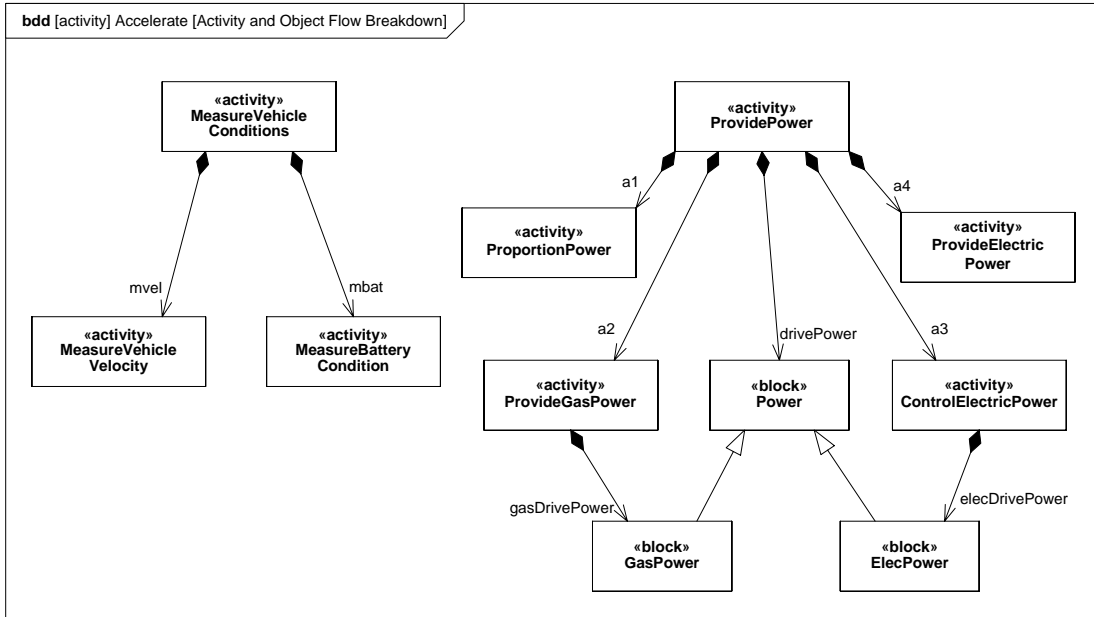 bdd [activity] Accelerate [Activity and Object Flow Breakdown]
«activity»
MeasureVehicle
Conditions
«activity»
ProvidePower
a1
a4
«activity»
ProportionPower
«activity»
ProvideElectric
Power
mvel
mbat
a2
drivePower
a3
«activity»
MeasureVehicle
Velocity
«activity»
MeasureBattery
Condition
«activity»
ProvideGasPower
«block»
Power
«activity»
ControlElectricPower
gasDrivePower
elecDrivePower
«block»
GasPower
«block»
ElecPower